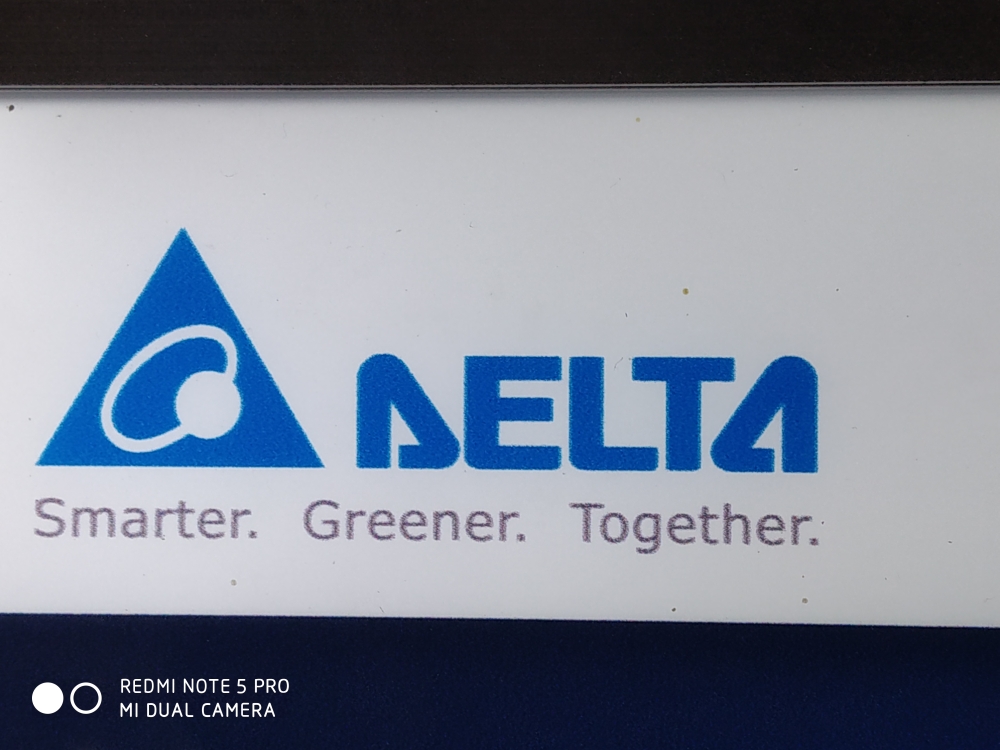 DELTA
Smarter. Greener. Together.
REDMI NOTE 5 PRO
MI DUAL CAMERA